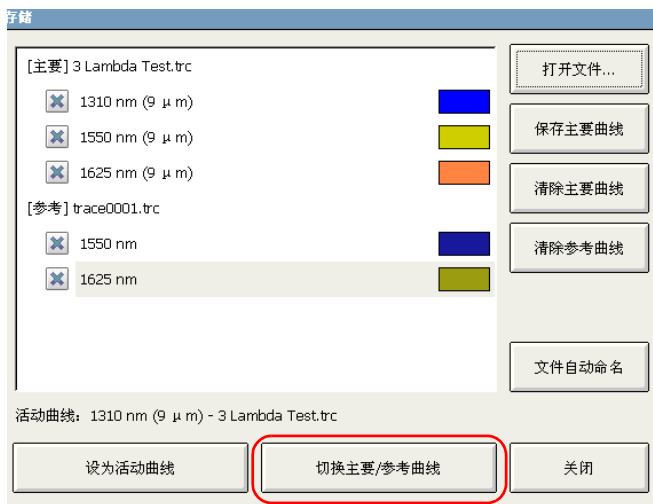 存储
[主要] 3 Lambda Test.trc
打开文件...
1310 nm (9 μm)
1550 nm (9 μm)
保存主要曲线
1625 nm (9 μm)
清除主要曲线
[参考] trace0001.trc
1550 nm
清除参考曲线
1625 nm
文件自动命名
活动曲线: 1310 nm (9 μm) - 3 Lambda Test.trc
设为活动曲线
切换主要/参考曲线
关闭